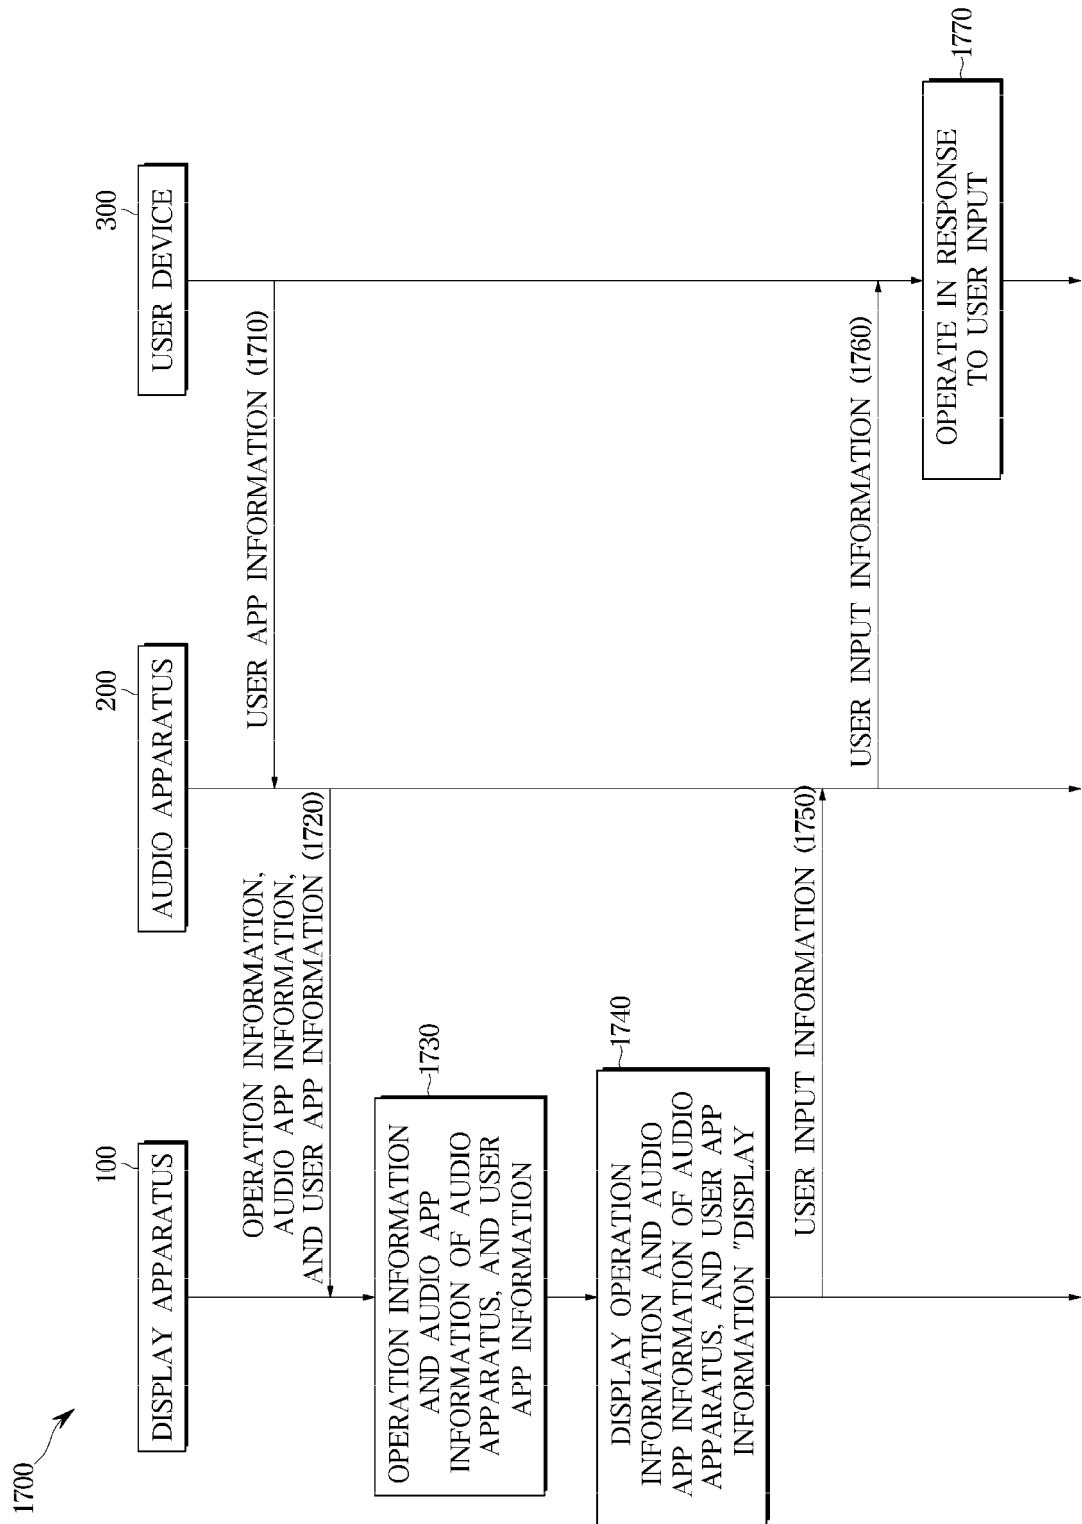 1700
100
DISPLAY APPARATUS
200
AUDIO APPARATUS
300
USER DEVICE
USER APP INFORMATION (1710)
OPERATION INFORMATION,
AUDIO APP INFORMATION,
AND USER APP INFORMATION (1720)
1730
OPERATION INFORMATION
AND AUDIO APP
INFORMATION OF AUDIO
APPARATUS, AND USER
APP INFORMATION
1740
DISPLAY OPERATION
INFORMATION AND AUDIO
APP INFORMATION OF AUDIO
APPARATUS, AND USER APP
INFORMATION "DISPLAY
USER INPUT INFORMATION (1750)
USER INPUT INFORMATION (1760)
1770
OPERATE IN RESPONSE
TO USER INPUT